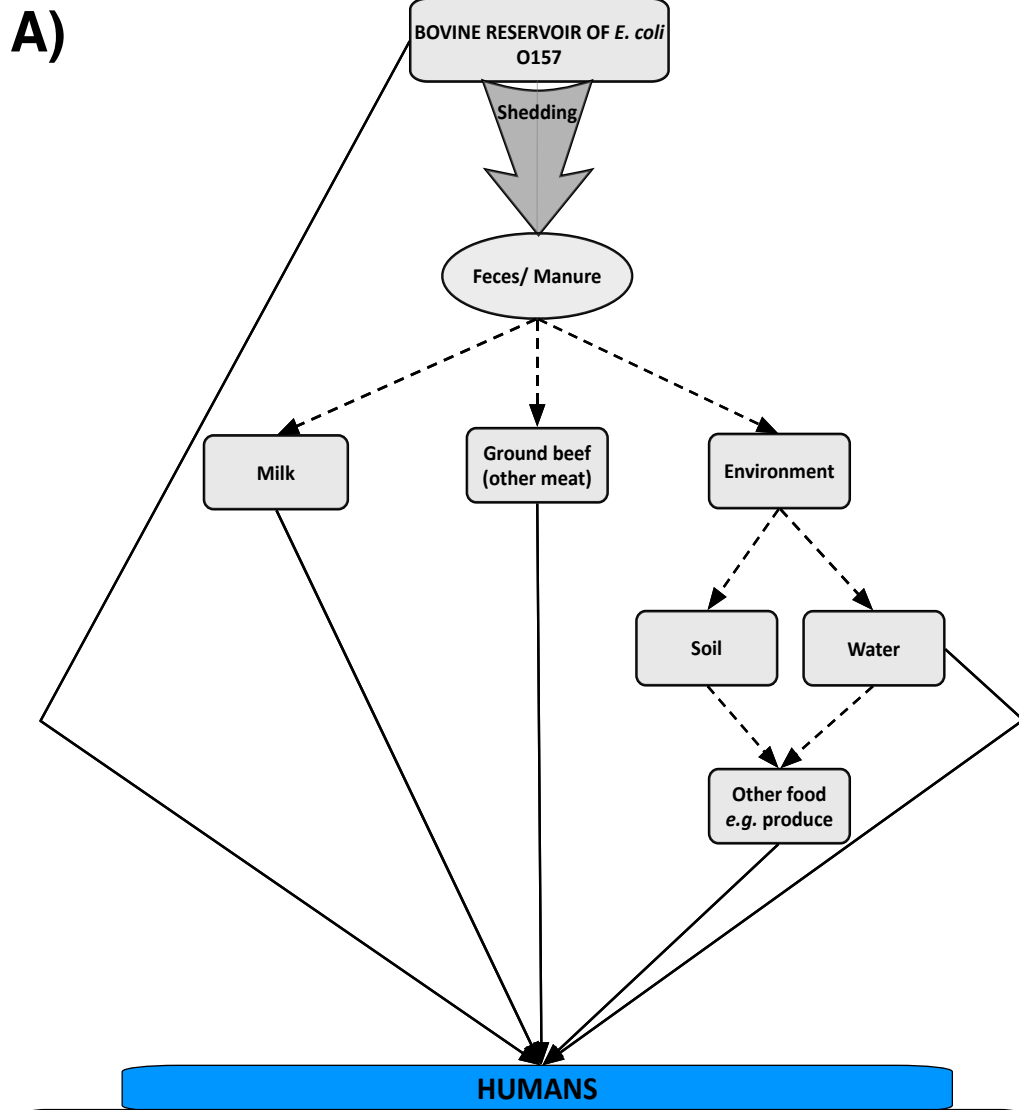 A)
BOVINE RESERVOIR OF E. coli
O157
Shedding
Feces/ Manure
Milk
Ground beef
(other meat)
Environment
Soil
Water
Other food
e.g. produce
HUMANS